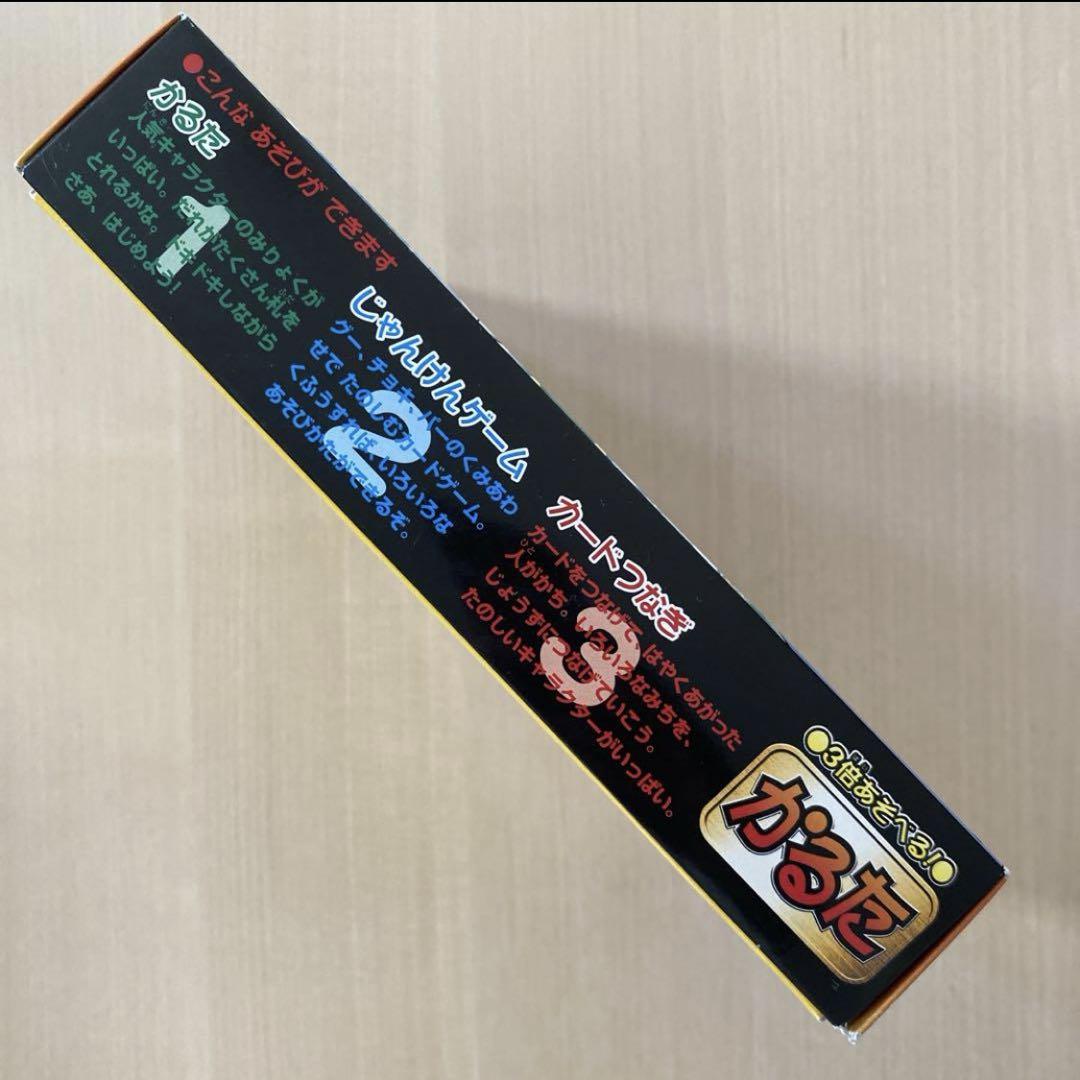 ●こんな あそびが できます
かるた
人気キャラクターのみりょくが
いっぱい。だれがたくさん札を
とれるかな。ドキドキしながら
さあ、はじめよう!
1
じゃんけんゲーム
グー、チョキ、パーのくみあわ
せで たのしむカードゲーム。
くふうすれば、いろいろな
あそびかたができるぞ。
2
カードつなぎ
カードをつなげて、はやくあがった
人がかち。いろいろなみちを、
じょうずにつなげていこう。
たのしいキャラクターがいっぱい。
3
●3倍あそべる!●
かるた